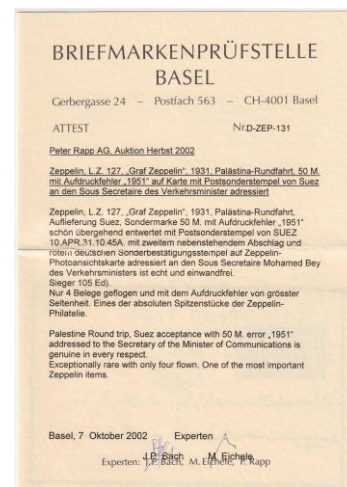 BRIEFMARKENPRÜFSTELLE
BASEL
Gerbergasse 24 – Postfach 563 – CH-4001 Basel
ATTEST Nr. D-ZEP-131
Peter Rapp AG, Auktion Herbst 2002
Zeppelin, L.Z. 127, „Graf Zeppelin", 1931, Palästina-Rundfahrt, 50 M.
mit Aufdruckfehler „1951" auf Karte mit Postsonderstempel von Suez
an den Sous Secretaire des Verkehrsminister adressiert
Zeppelin, L.Z. 127, „Graf Zeppelin", 1931, Palästina-Rundfahrt,
Auflieferung Suez, Sondermarke 50 M. mit Aufdruckfehler „1951"
schön übergehend entwertet mit Postsonderstempel von SUEZ
10.APR.31.10.45A. mit zweitem nebenstehendem Abschlag und
rotem deutschen Sonderbestätigungsstempel auf Zeppelin-
Photoansichtskarte adressiert an den Sous Secretaire Mohamed Bey
des Verkehrsministers ist echt und einwandfrei.
Sieger 105 Ed).
Nur 4 Belege geflogen und mit dem Aufdruckfehler von grösster
Seltenheit. Eines der absoluten Spitzenstücke der Zeppelin-
Philatelie.
Palestine Round trip, Suez acceptance with 50 M. error „1951"
addressed to the Secretary of the Minister of Communications is
genuine in every respect.
Exceptionally rare with only four flown. One of the most important
Zeppelin items.
Basel, 7 Oktober 2002 Experten
J.P. Bach M. Eichele
Experten: J.P. Bach, M. Eichele, P. Rapp